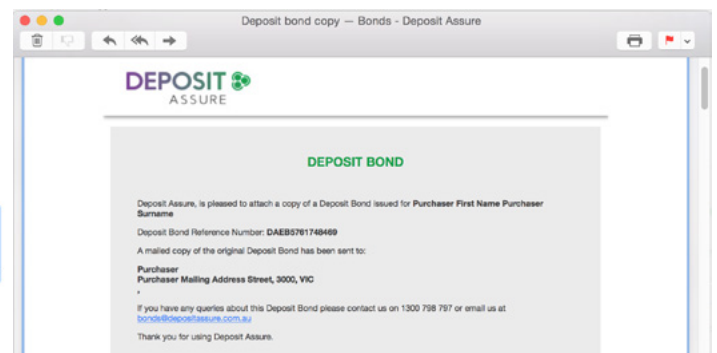 Deposit bond copy — Bonds - Deposit Assure
DEPOSIT
ASSURE
DEPOSIT BOND
Deposit Assure, is pleased to attach a copy of a Deposit Bond issued for Purchaser First Name Purchaser
Surname
Deposit Bond Reference Number: DAEB5761748469
A mailed copy of the original Deposit Bond has been sent to:
Purchaser
Purchaser Mailing Address Street, 3000, VIC
,
If you have any queries about this Deposit Bond please contact us on 1300 798 797 or email us at
bonds@depositassure.com.au
Thank you for using Deposit Assure.